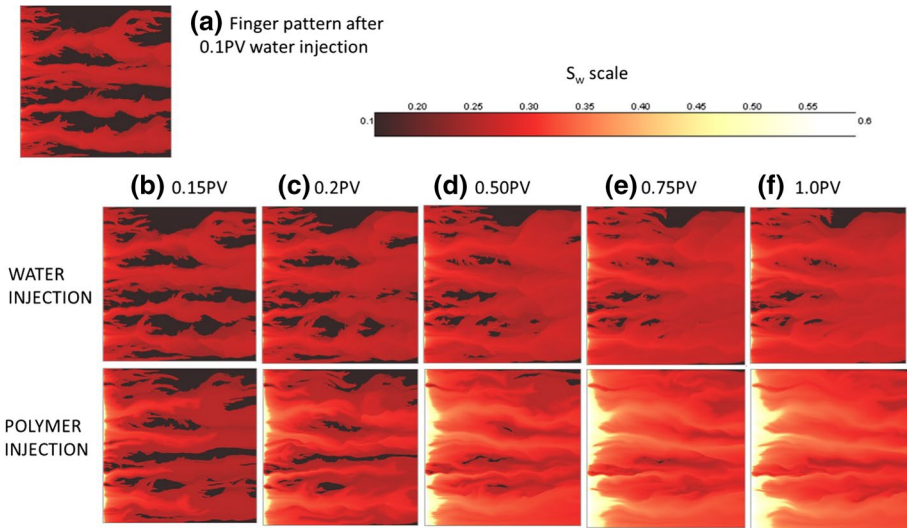 (a) Finger pattern after
0.1PV water injection
Sw scale
0.20 0.25 0.30 0.35 0.40 0.45 0.50 0.55
0.1 0.6
(b) 0.15PV (c) 0.2PV (d) 0.50PV (e) 0.75PV (f) 1.0PV
WATER
INJECTION
POLYMER
INJECTION